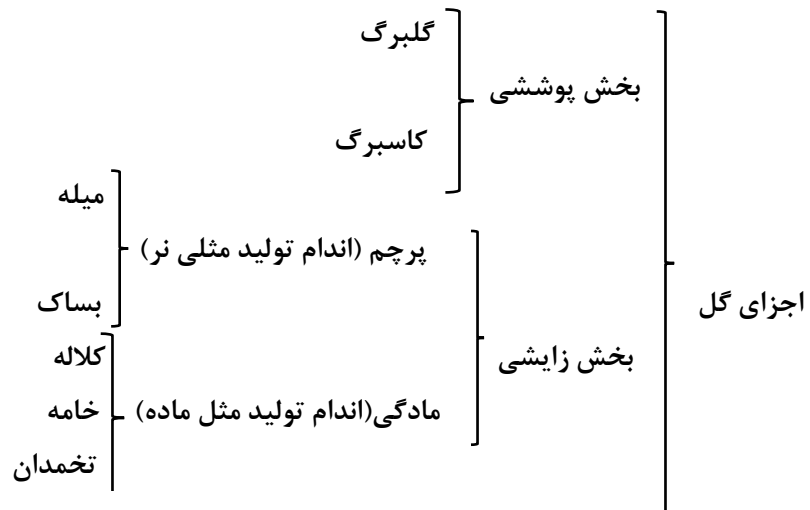 اجزای گل
بخش پوششی
گلبرگ
کاسبرگ
بخش زایشی
پرچم (اندام تولید مثلی نر)
میله
بساک
مادگی(اندام تولید مثل ماده)
کلاله
خامه
تخمدان